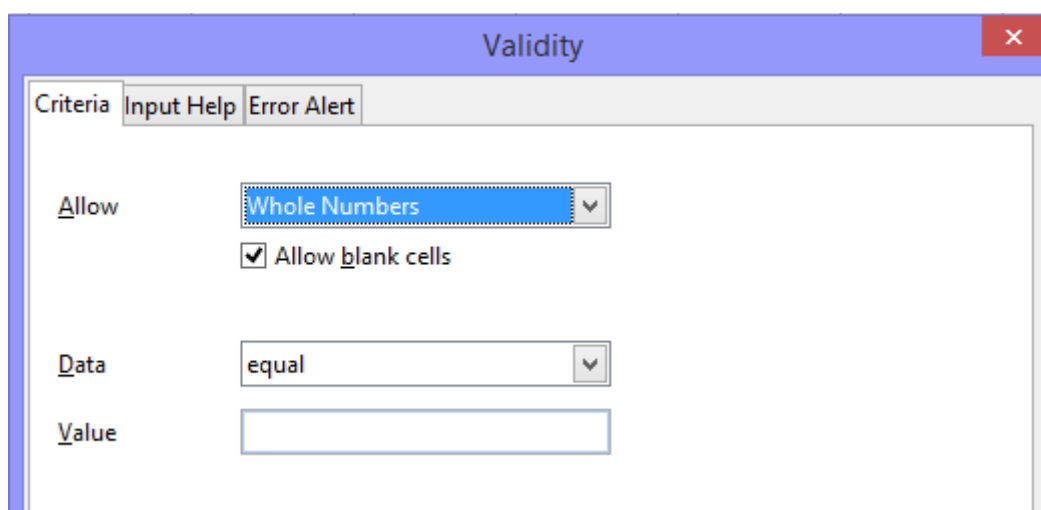 Validity
Criteria Input Help Error Alert
Allow Whole Numbers
Allow blank cells
Data equal
Value